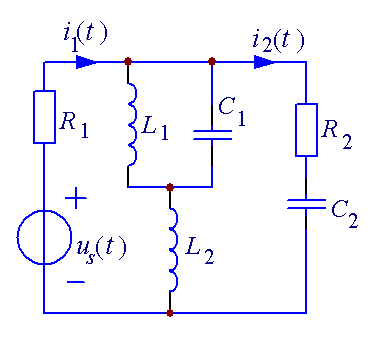 i₁(t) i₂(t)
R₁ L₁ C₁ R₂
+
uₛ(t) L₂ C₂
−